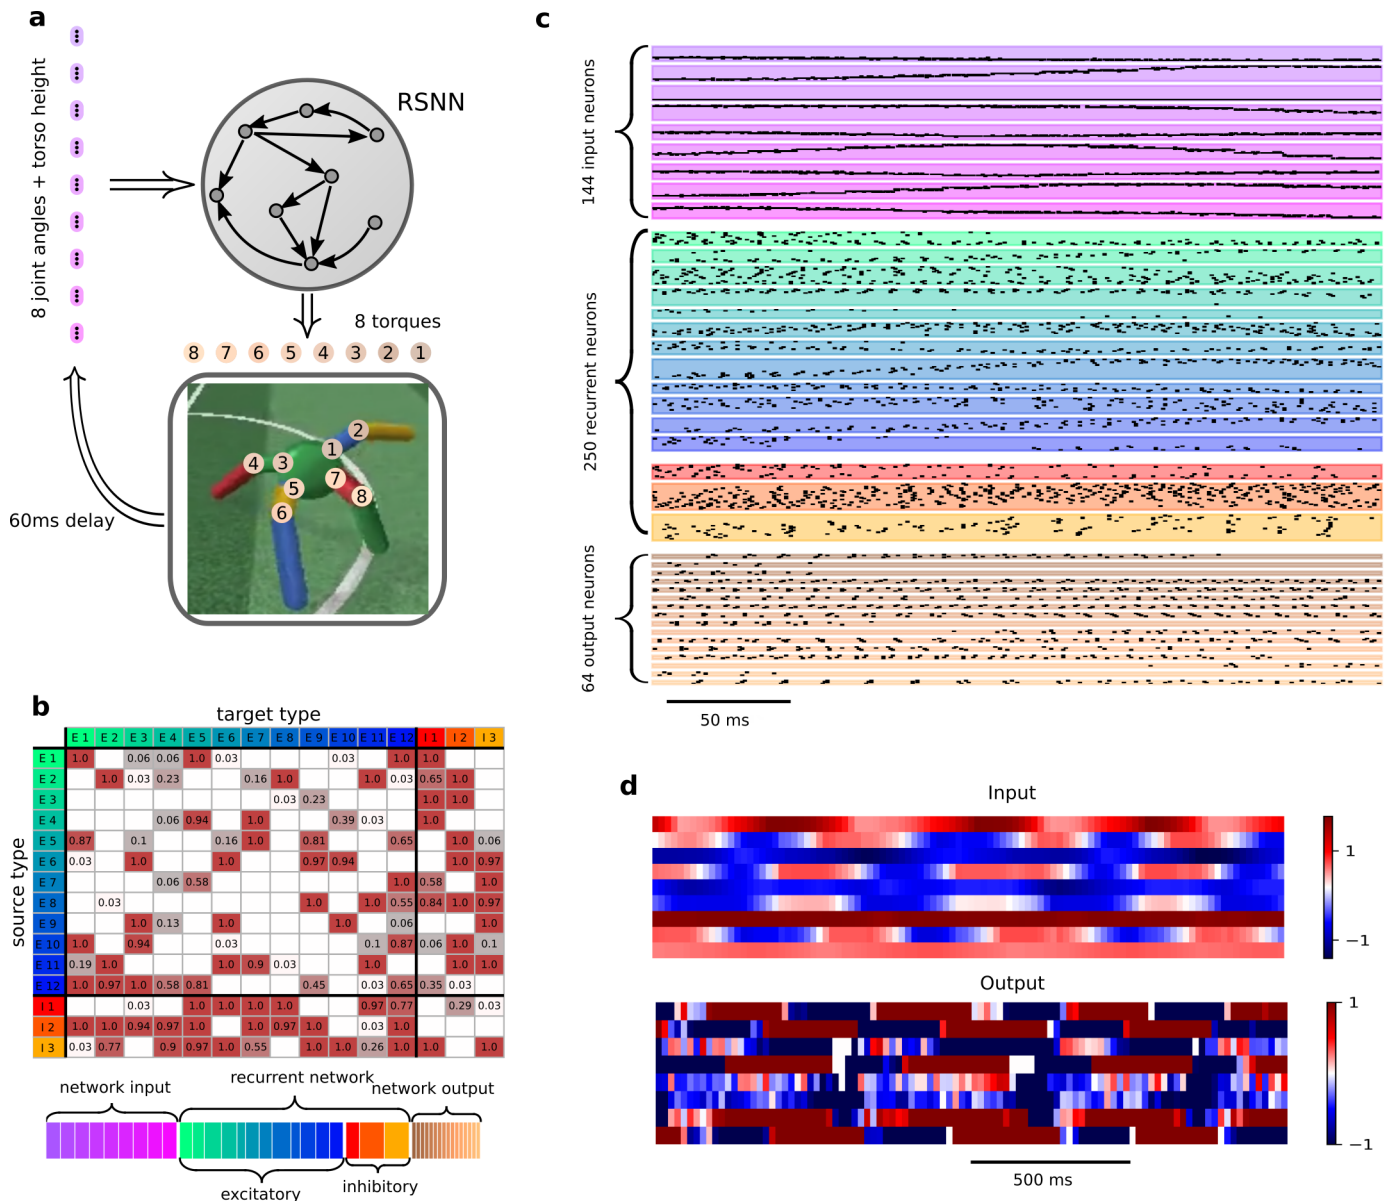 a
8 joint angles + torso height
RSNN
8 torques
8 7 6 5 4 3 2 1
2
1
4 3
7
5
8
6
60ms delay
b
target type
source type
E 1 E 2 E 3 E 4 E 5 E 6 E 7 E 8 E 9 E 10 E 11 E 12 I 1 I 2 I 3
E 1 1.0 0.06 0.06 1.0 0.03 0.03 1.0 1.0
E 2 1.0 0.03 0.23 0.16 1.0 1.0 0.03 0.65 1.0
E 3 0.03 0.23 1.0 1.0
E 4 0.06 0.94 1.0 0.39 0.03 1.0
E 5 0.87 0.1 0.16 1.0 0.81 0.65 1.0 0.06
E 6 0.03 1.0 1.0 0.97 0.94 1.0 0.97
E 7 0.06 0.58 1.0 0.58 1.0
E 8 0.03 1.0 1.0 0.55 0.84 1.0 0.97
E 9 1.0 0.13 1.0 1.0 0.06 1.0
E 10 1.0 0.94 0.03 0.1 0.87 0.06 1.0 0.1
E 11 0.19 1.0 1.0 0.9 0.03 1.0 1.0 1.0
E 12 1.0 0.97 1.0 0.58 0.81 0.45 0.03 0.65 0.35 0.03
I 1 0.03 1.0 1.0 1.0 1.0 0.97 0.77 0.29 0.03
I 2 1.0 1.0 0.94 0.97 1.0 1.0 0.97 1.0 0.03 1.0
I 3 0.03 0.77 0.9 0.97 1.0 0.55 1.0 1.0 0.26 1.0 1.0 1.0
network input
recurrent network
network output
excitatory
inhibitory
c
144 input neurons
250 recurrent neurons
64 output neurons
50 ms
d
Input
1
−1
Output
1
−1
500 ms